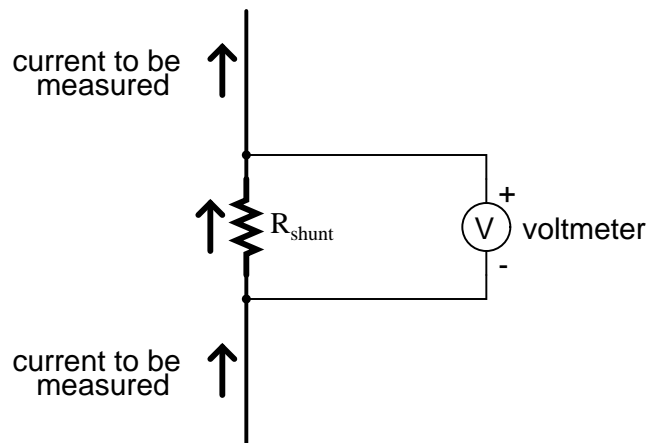 current to be
measured
R_shunt
+
V
voltmeter
-
current to be
measured